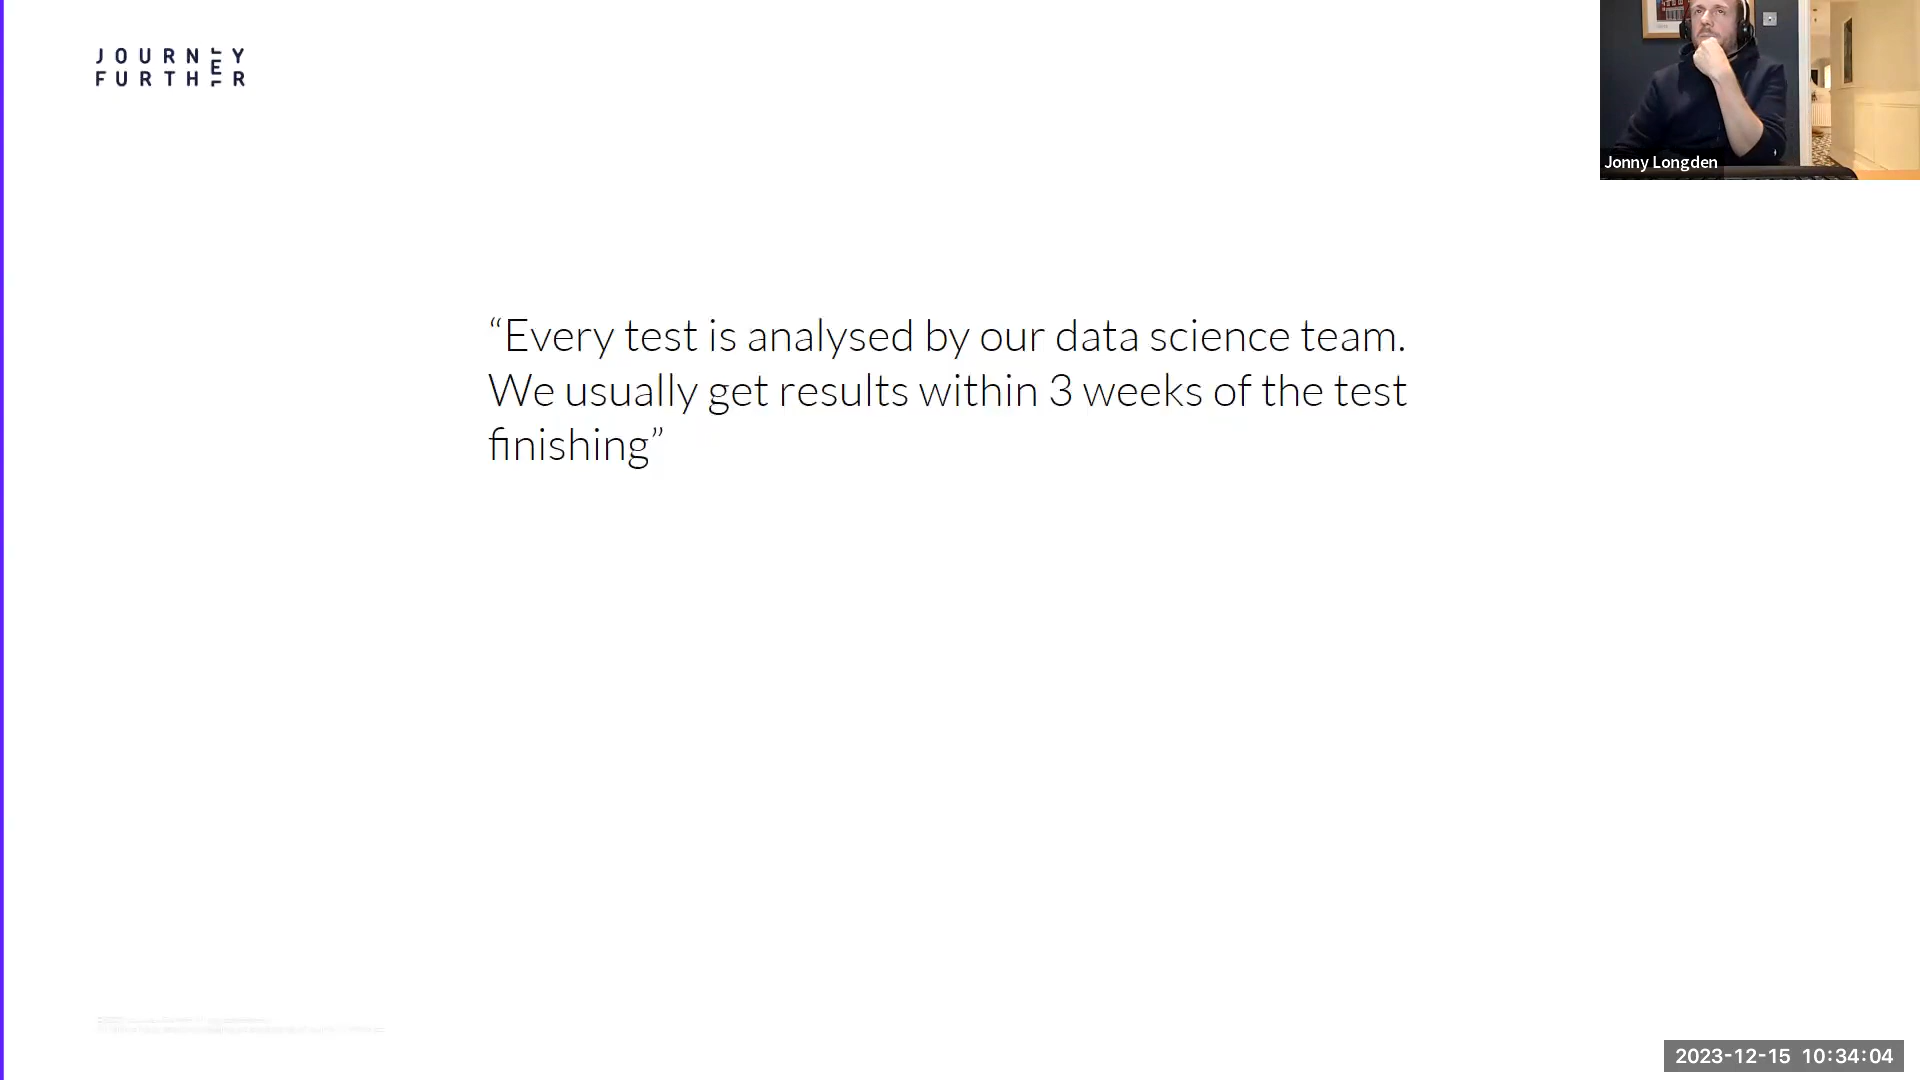 JOURNEY
FURTHER
Jonny Longden
“Every test is analysed by our data science team.
We usually get results within 3 weeks of the test
finishing”
2023-12-15 10:34:04